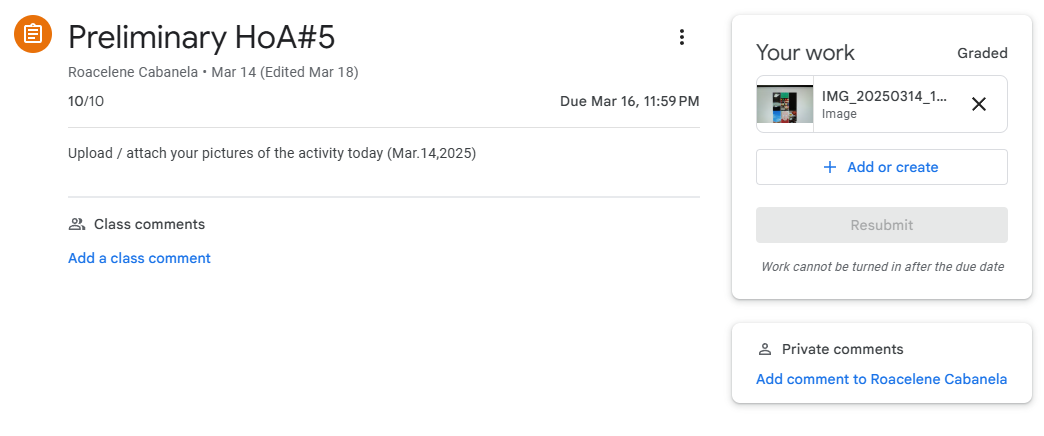 Preliminary HoA#5
Roacelene Cabanela • Mar 14 (Edited Mar 18)
10/10
Due Mar 16, 11:59 PM
Upload / attach your pictures of the activity today (Mar.14,2025)
Class comments
Add a class comment
Your work
Graded
IMG_20250314_1...
Image
Add or create
Resubmit
Work cannot be turned in after the due date
Private comments
Add comment to Roacelene Cabanela